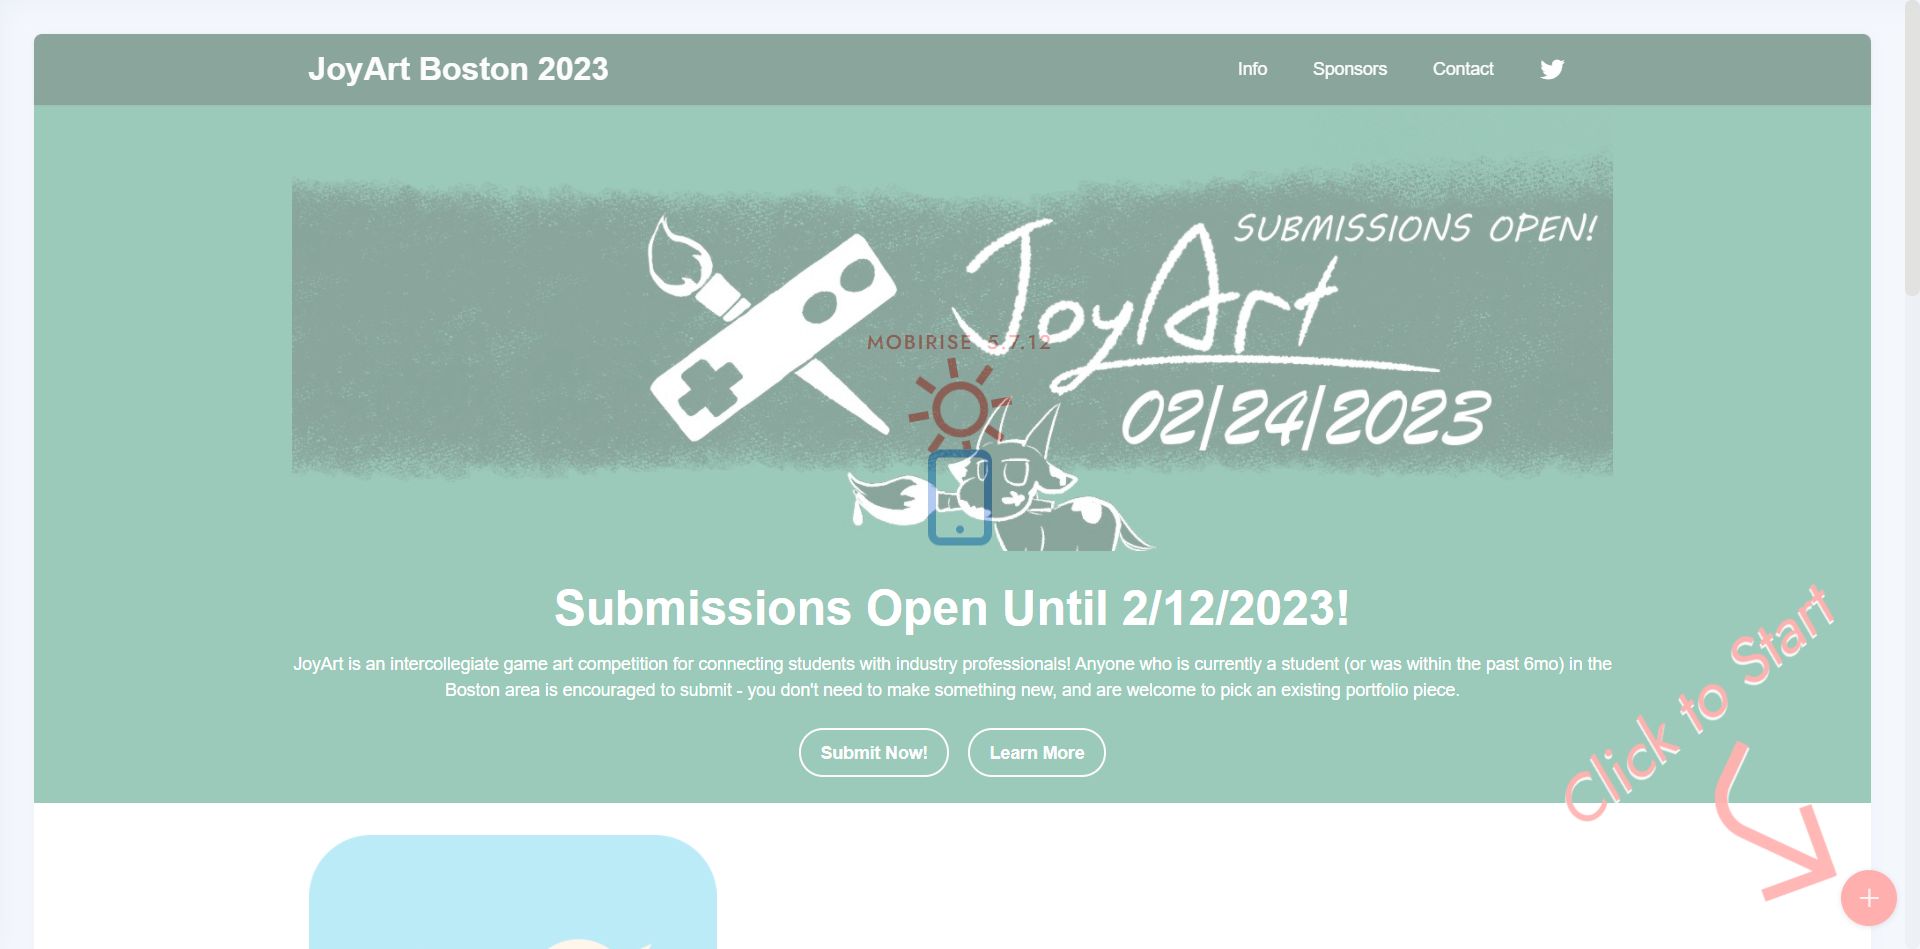 JoyArt Boston 2023
Info
Sponsors
Contact
SUBMISSIONS OPEN!
JoyArt
MOBIRISE 5.7.12
02/24/2023
Submissions Open Until 2/12/2023!
JoyArt is an intercollegiate game art competition for connecting students with industry professionals! Anyone who is currently a student (or was within the past 6mo) in the
Boston area is encouraged to submit - you don't need to make something new, and are welcome to pick an existing portfolio piece.
Submit Now!
Learn More
Click to Start